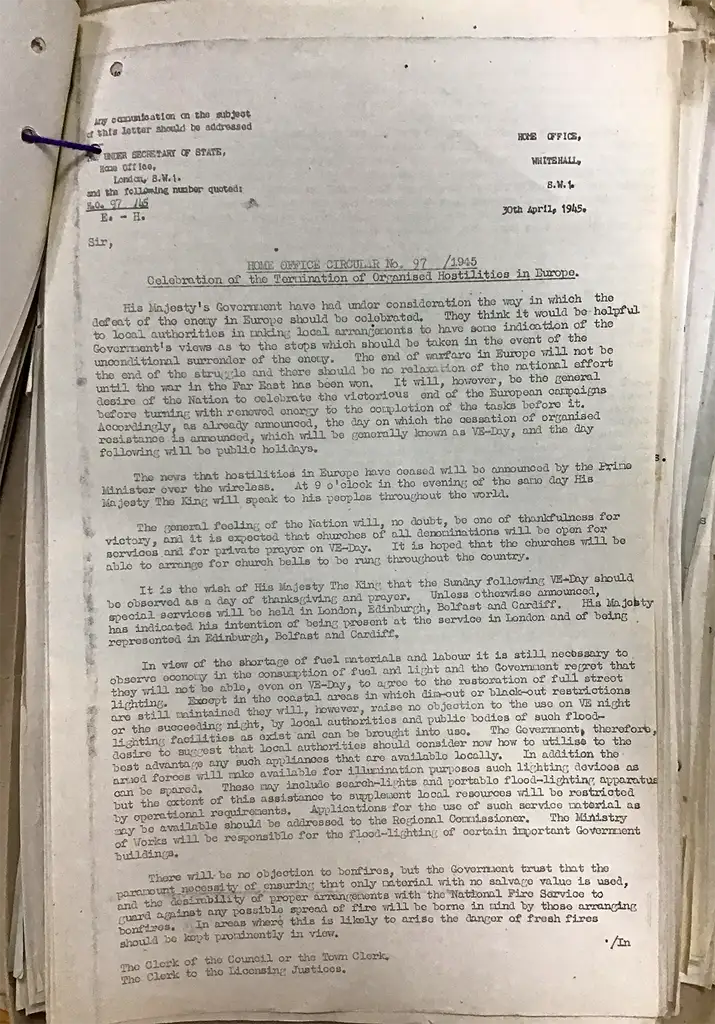 Any communication on the subject
of this letter should be addressed
UNDER SECRETARY OF STATE,
Home Office,
London, S.W.1.
and the following number quoted:
H.O. 97 /45
E. - H.
HOME OFFICE,
WHITEHALL,
S.W.1.
30th April, 1945.
Sir,
HOME OFFICE CIRCULAR No. 97 /1945
Celebration of the Termination of Organised Hostilities in Europe.
His Majesty's Government have had under consideration the way in which the
defeat of the enemy in Europe should be celebrated. They think it would be helpful
to local authorities in making local arrangements to have some indication of the
Government's views as to the steps which should be taken in the event of the
unconditional surrender of the enemy. The end of warfare in Europe will not be
the end of the struggle and there should be no relaxation of the national effort
until the war in the Far East has been won. It will, however, be the general
desire of the Nation to celebrate the victorious end of the European campaigns
before turning with renewed energy to the completion of the tasks before it.
Accordingly, as already announced, the day on which the cessation of organised
resistance is announced, which will be generally known as VE-Day, and the day
following will be public holidays.
The news that hostilities in Europe have ceased will be announced by the Prime
Minister over the wireless. At 9 o'clock in the evening of the same day His
Majesty The King will speak to his peoples throughout the world.
The general feeling of the Nation will, no doubt, be one of thankfulness for
victory, and it is expected that churches of all denominations will be open for
services and for private prayer on VE-Day. It is hoped that the churches will be
able to arrange for church bells to be rung throughout the country.
It is the wish of His Majesty The King that the Sunday following VE-Day should
be observed as a day of thanksgiving and prayer. Unless otherwise announced,
special services will be held in London, Edinburgh, Belfast and Cardiff. His Majesty
has indicated his intention of being present at the service in London and of being
represented in Edinburgh, Belfast and Cardiff.
In view of the shortage of fuel materials and labour it is still necessary to
observe economy in the consumption of fuel and light and the Government regret that
they will not be able, even on VE-Day, to agree to the restoration of full street
lighting. Except in the coastal areas in which dim-out or black-out restrictions
are still maintained they will, however, raise no objection to the use on VE night
or the succeeding night, by local authorities and public bodies of such flood-
lighting facilities as exist and can be brought into use. The Government, therefore,
desire to suggest that local authorities should consider now how to utilise to the
best advantage any such appliances that are available locally. In addition the
armed forces will make available for illumination purposes such lighting devices as
can be spared. These may include search-lights and portable flood-lighting apparatus
but the extent of this assistance to supplement local resources will be restricted
by operational requirements. Applications for the use of such service material as
may be available should be addressed to the Regional Commissioner. The Ministry
of Works will be responsible for the flood-lighting of certain important Government
buildings.
There will be no objection to bonfires, but the Government trust that the
paramount necessity of ensuring that only material with no salvage value is used,
and the desirability of proper arrangements with the National Fire Service to
guard against any possible spread of fire will be borne in mind by those arranging
bonfires. In areas where this is likely to arise the danger of fresh fires
should be kept prominently in view.
/In
The Clerk of the Council or the Town Clerk.
The Clerk to the Licensing Justices.